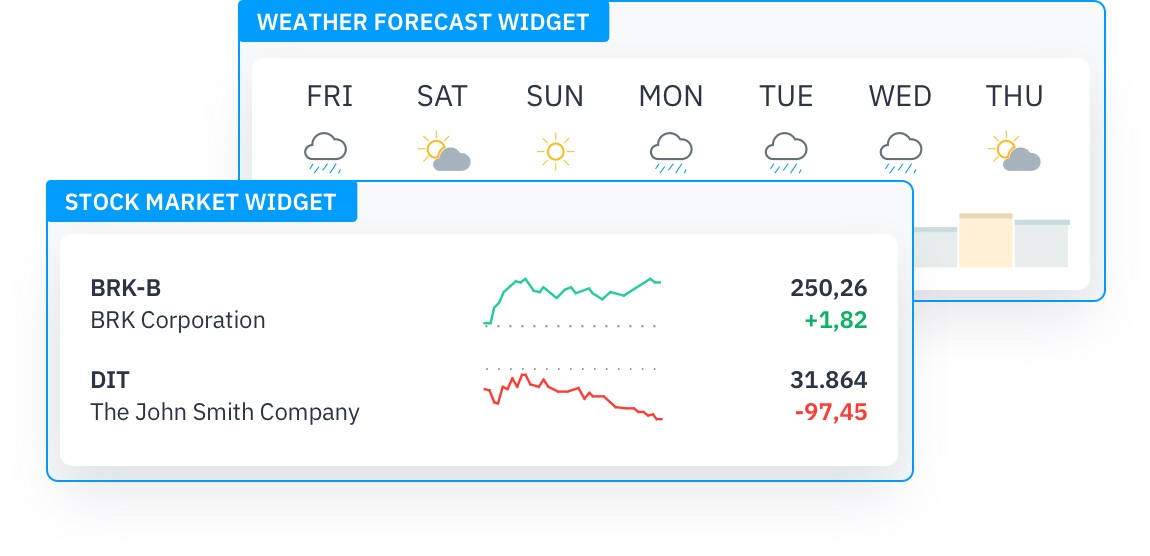 WEATHER FORECAST WIDGET
FRI SAT SUN MON TUE WED THU
STOCK MARKET WIDGET
BRK-B 250,26
BRK Corporation +1,82
DIT 31.864
The John Smith Company -97,45